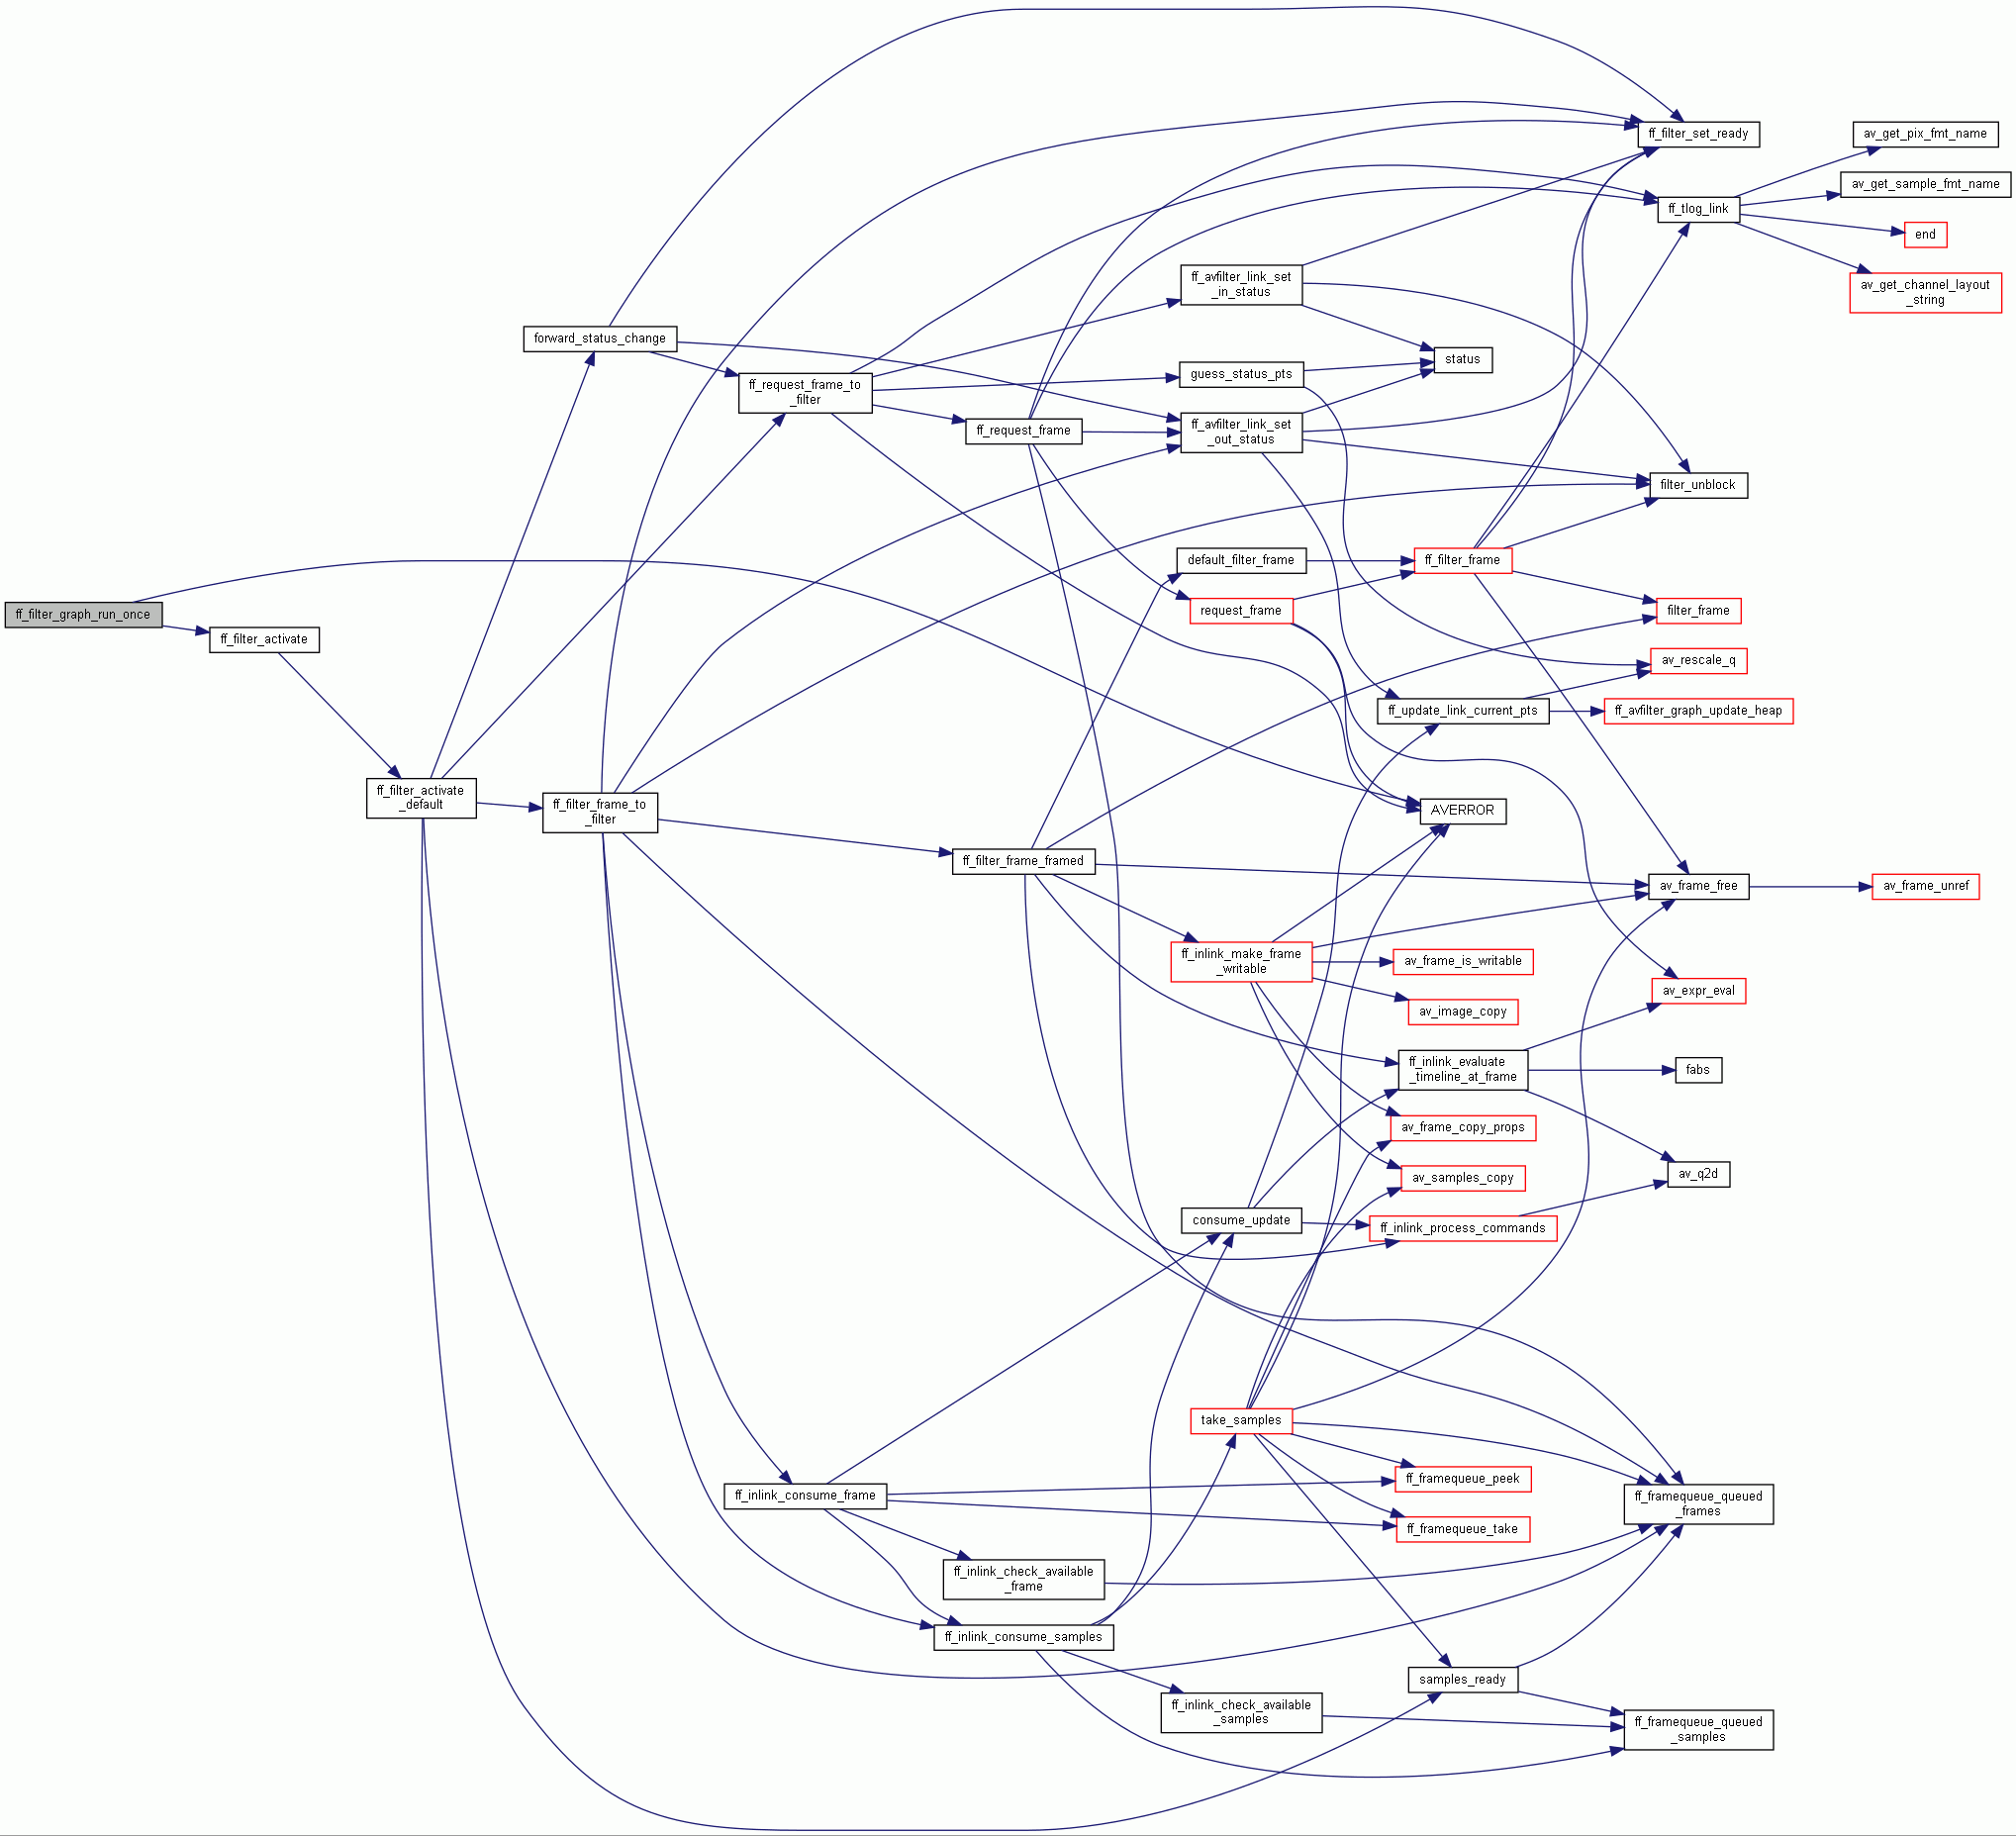 ff_filter_set_ready
av_get_pix_fmt_name
av_get_sample_fmt_name
ff_tlog_link
end
ff_avfilter_link_set
_in_status
av_get_channel_layout
_string
forward_status_change
status
guess_status_pts
ff_request_frame_to
_filter
ff_request_frame
ff_avfilter_link_set
_out_status
filter_unblock
default_filter_frame
ff_filter_frame
ff_filter_graph_run_once
request_frame
filter_frame
ff_filter_activate
av_rescale_q
ff_update_link_current_pts
ff_avfilter_graph_update_heap
ff_filter_activate
_default
ff_filter_frame_to
_filter
AVERROR
ff_filter_frame_framed
av_frame_free
av_frame_unref
ff_inlink_make_frame
_writable
av_frame_is_writable
av_expr_eval
av_image_copy
ff_inlink_evaluate
_timeline_at_frame
fabs
av_frame_copy_props
av_q2d
av_samples_copy
consume_update
ff_inlink_process_commands
take_samples
ff_framequeue_peek
ff_inlink_consume_frame
ff_framequeue_queued
_frames
ff_framequeue_take
ff_inlink_check_available
_frame
ff_inlink_consume_samples
samples_ready
ff_inlink_check_available
_samples
ff_framequeue_queued
_samples